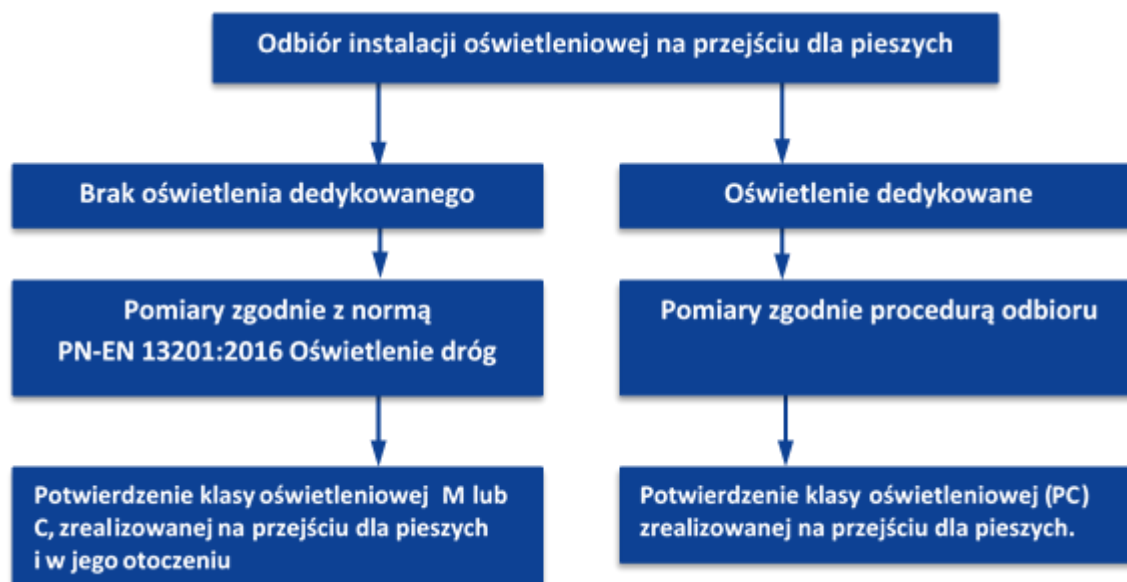 Odbiór instalacji oświetleniowej na przejściu dla pieszych
Brak oświetlenia dedykowanego
Oświetlenie dedykowane
Pomiary zgodnie z normą
PN-EN 13201:2016 Oświetlenie dróg
Pomiary zgodnie procedurą odbioru
Potwierdzenie klasy oświetleniowej M lub
C, zrealizowanej na przejściu dla pieszych
i w jego otoczeniu
Potwierdzenie klasy oświetleniowej (PC)
zrealizowanej na przejściu dla pieszych.